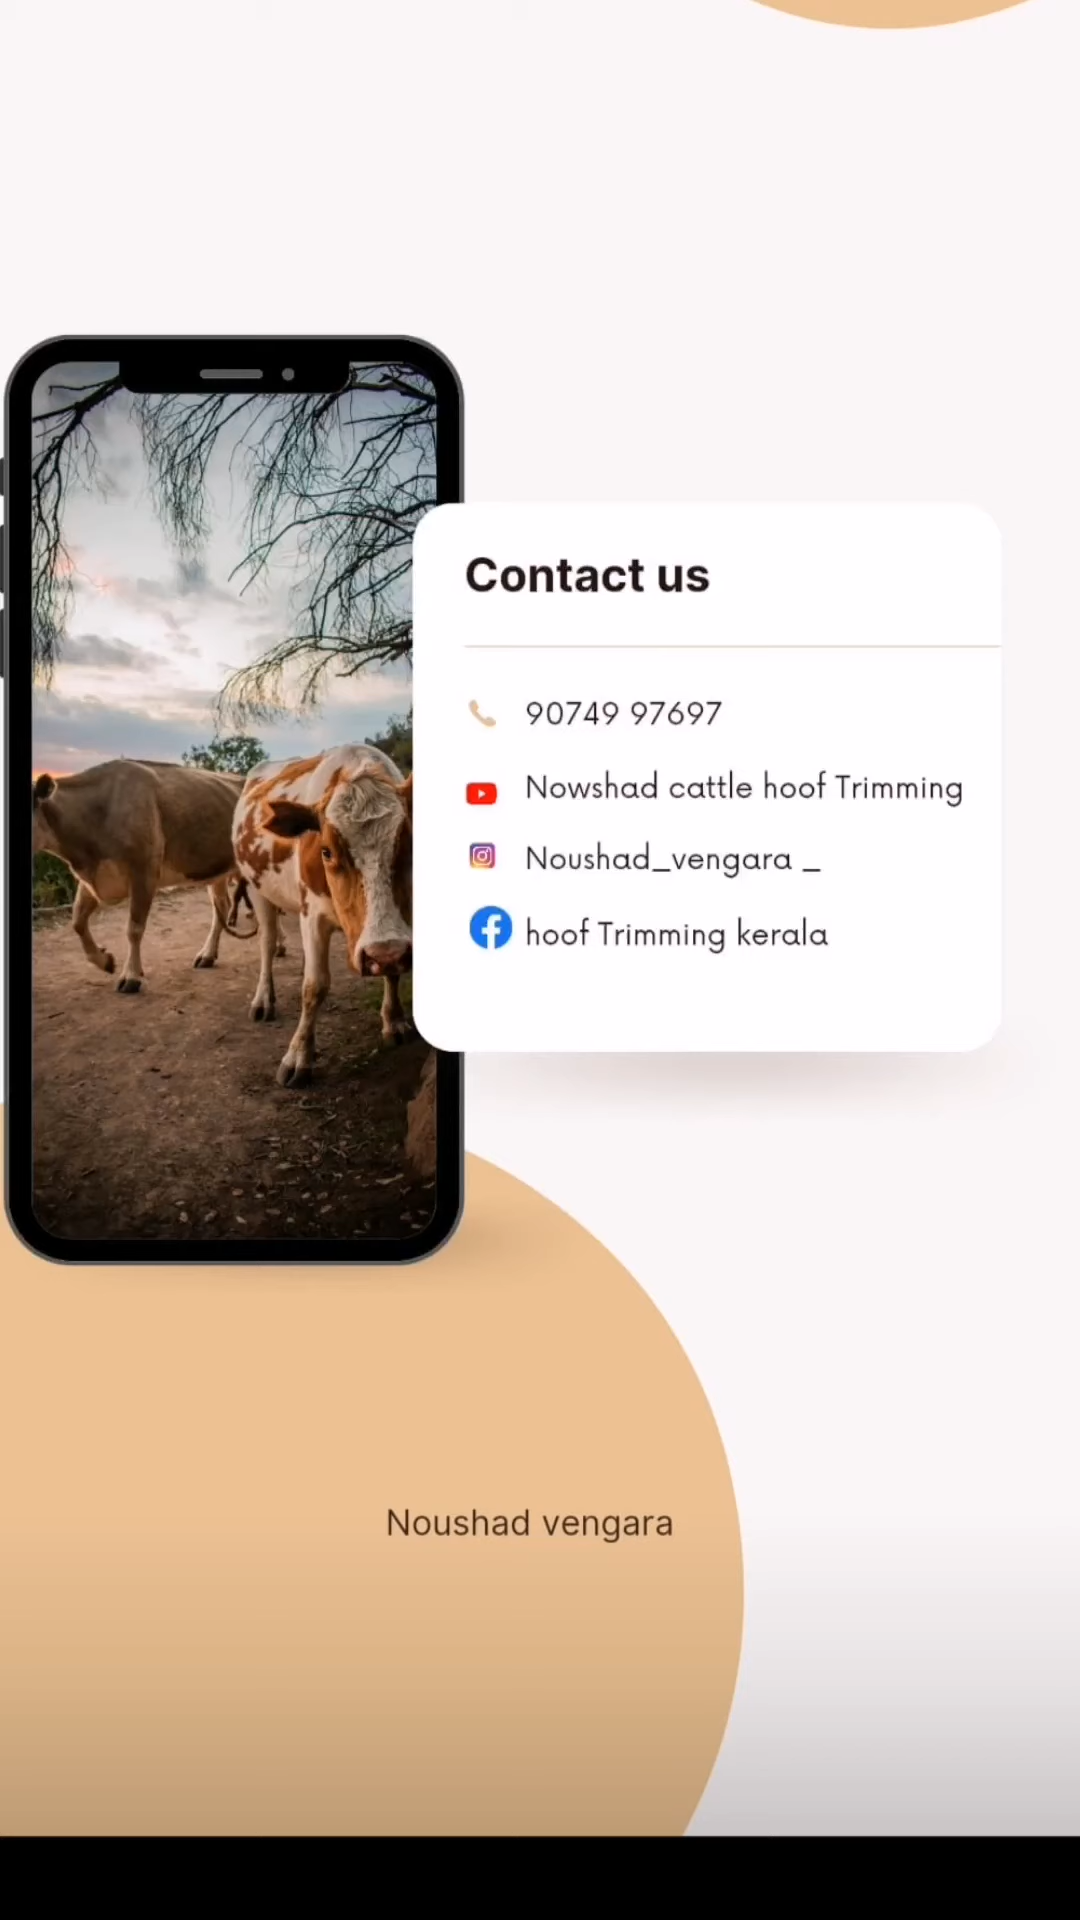 Contact us
90749 97697
Nowshad cattle hoof Trimming
Noushad_vengara _
hoof Trimming kerala
Noushad vengara